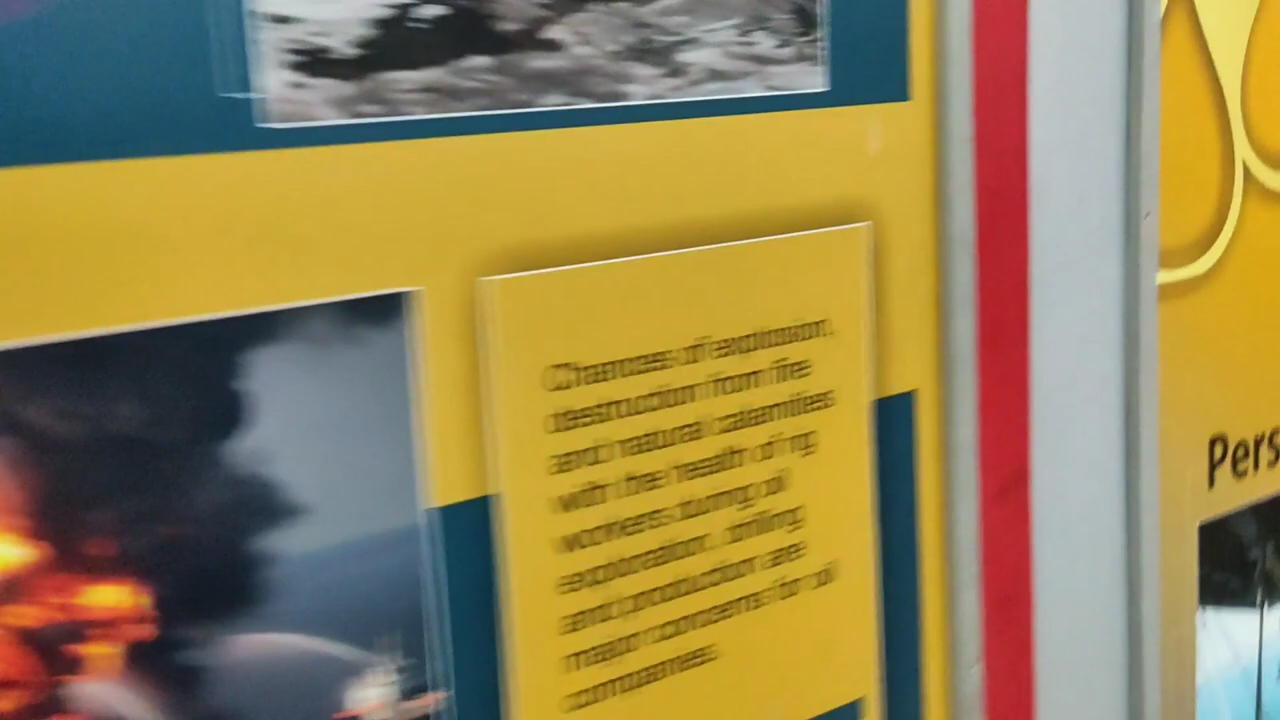 Chances of explosion,
destruction from fire
and natural calamities
with the health of rig
workers during oil
exploration, drilling
and production are
major concerns for oil
companies.
Pers